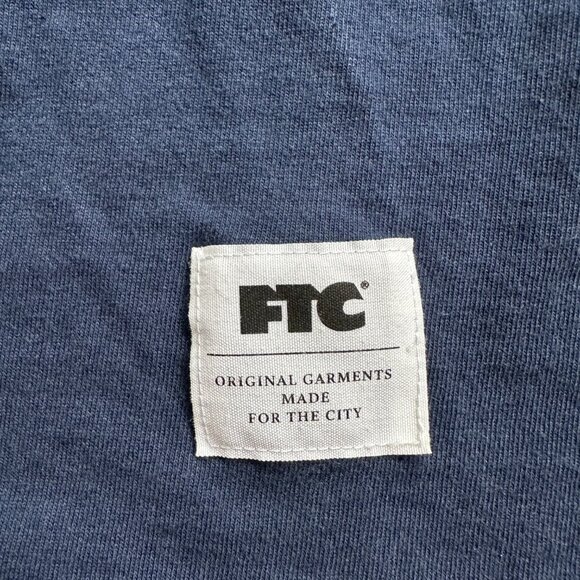 FTC®
ORIGINAL GARMENTS
MADE
FOR THE CITY